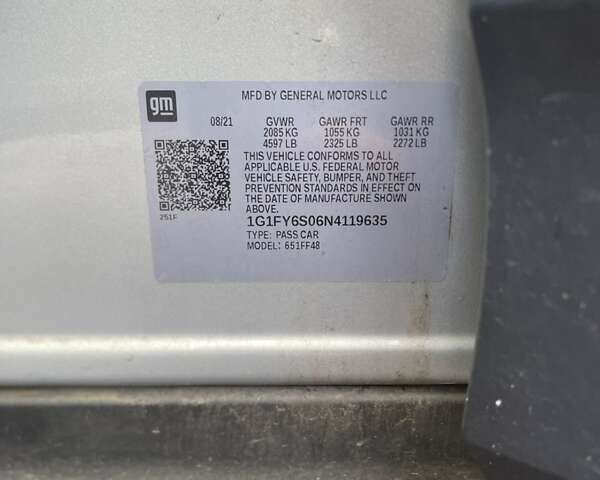 gm
MFD BY GENERAL MOTORS LLC
08/21 GVWR GAWR FRT GAWR RR
2085 KG 1055 KG 1031 KG
4597 LB 2325 LB 2272 LB
THIS VEHICLE CONFORMS TO ALL
APPLICABLE U.S. FEDERAL MOTOR
VEHICLE SAFETY, BUMPER, AND THEFT
PREVENTION STANDARDS IN EFFECT ON
THE DATE OF MANUFACTURE SHOWN
ABOVE.
251F
1G1FY6S06N4119635
TYPE: PASS CAR
MODEL: 651FF48